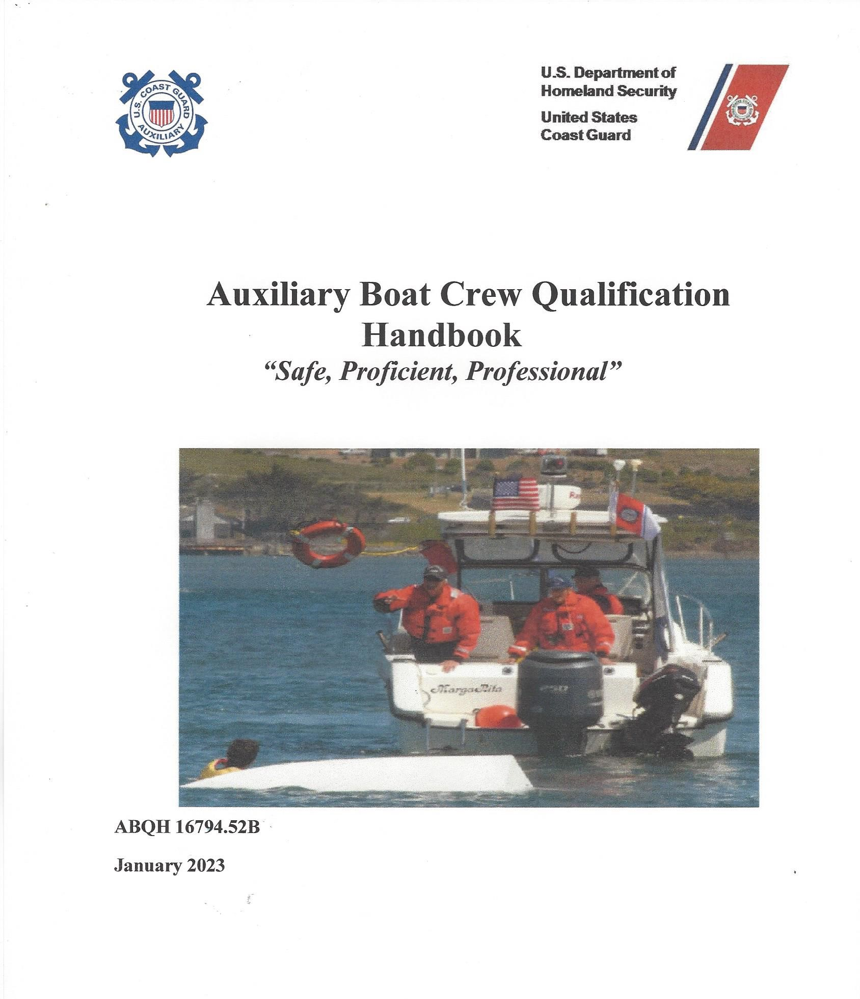 U.S. COAST GUARD
AUXILIARY
U.S. Department of
Homeland Security
United States
Coast Guard
Auxiliary Boat Crew Qualification
Handbook
“Safe, Proficient, Professional”
MargaRita
250
ABQH 16794.52B
January 2023